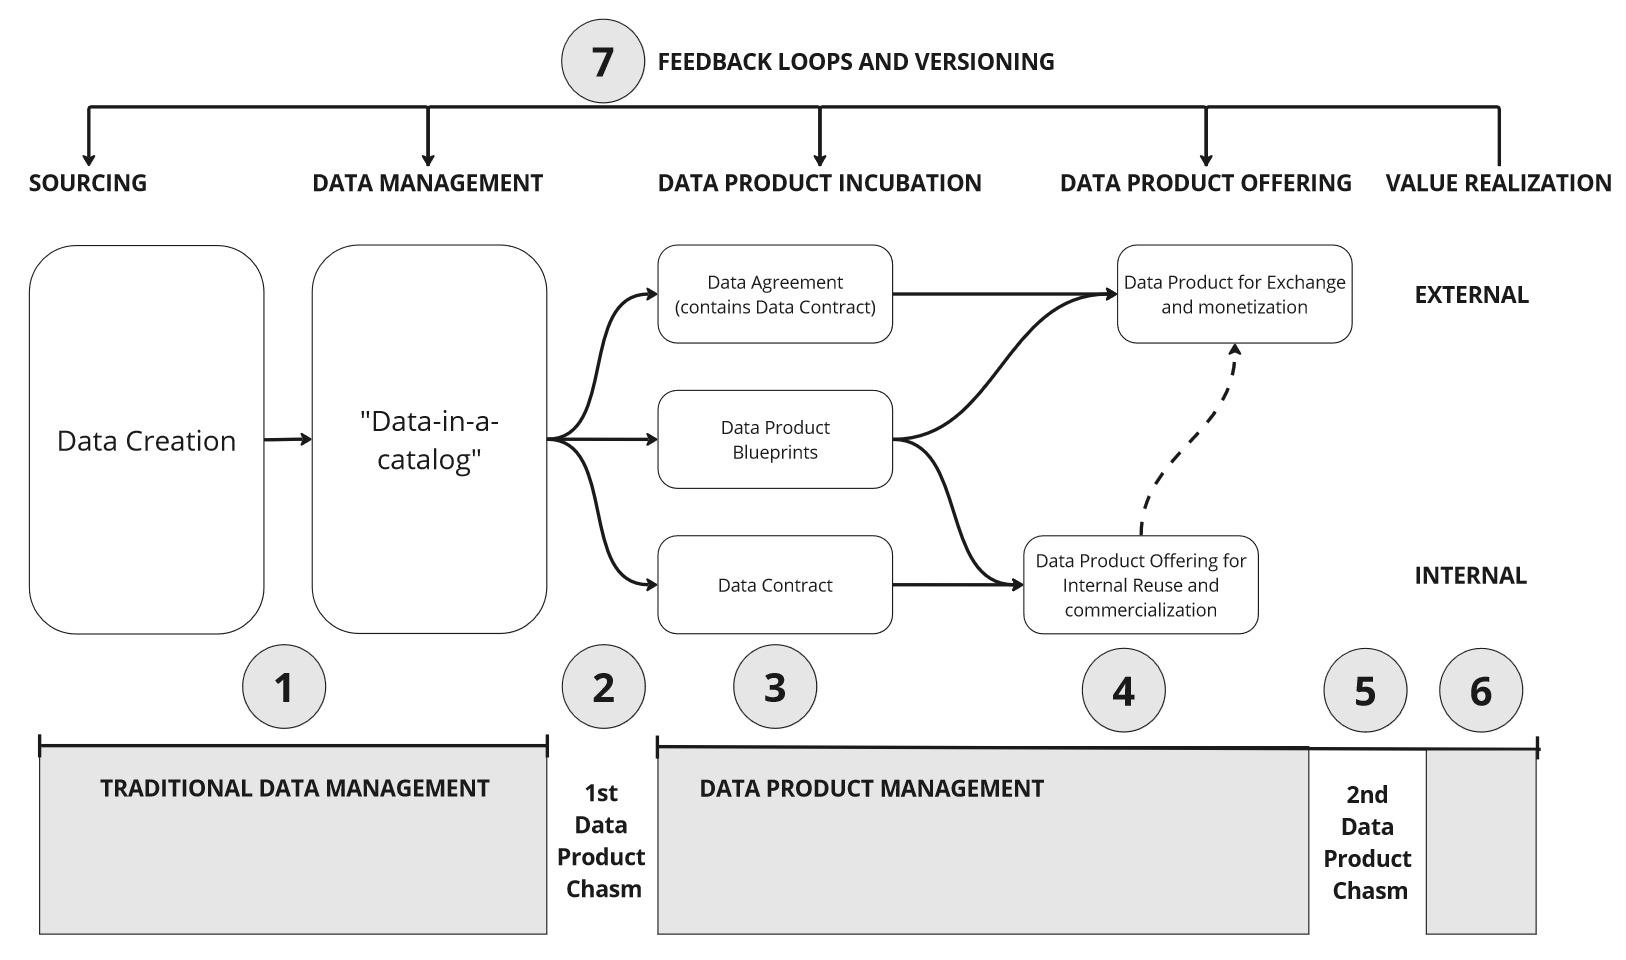 7
FEEDBACK LOOPS AND VERSIONING
SOURCING
DATA MANAGEMENT
DATA PRODUCT INCUBATION
DATA PRODUCT OFFERING
VALUE REALIZATION
Data Creation
"Data-in-a-
catalog"
Data Agreement
(contains Data Contract)
Data Product
Blueprints
Data Contract
Data Product for Exchange
and monetization
Data Product Offering for
Internal Reuse and
commercialization
EXTERNAL
INTERNAL
1
2
3
4
5
6
TRADITIONAL DATA MANAGEMENT
1st
Data
Product
Chasm
DATA PRODUCT MANAGEMENT
2nd
Data
Product
Chasm